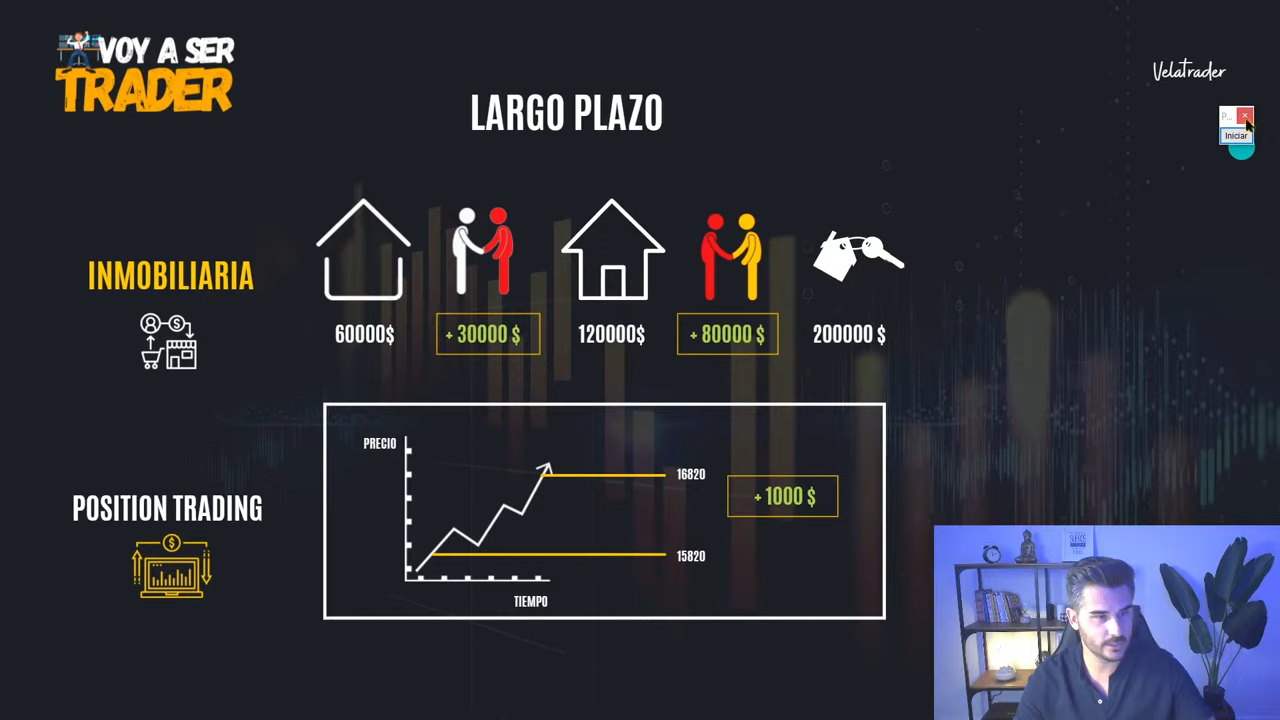 VOY A SER
TRADER
Velatrader
LARGO PLAZO
P...
Iniciar
INMOBILIARIA
60000$
+ 30000 $
120000$
+ 80000 $
200000 $
POSITION TRADING
PRECIO
16820
+ 1000 $
15820
TIEMPO